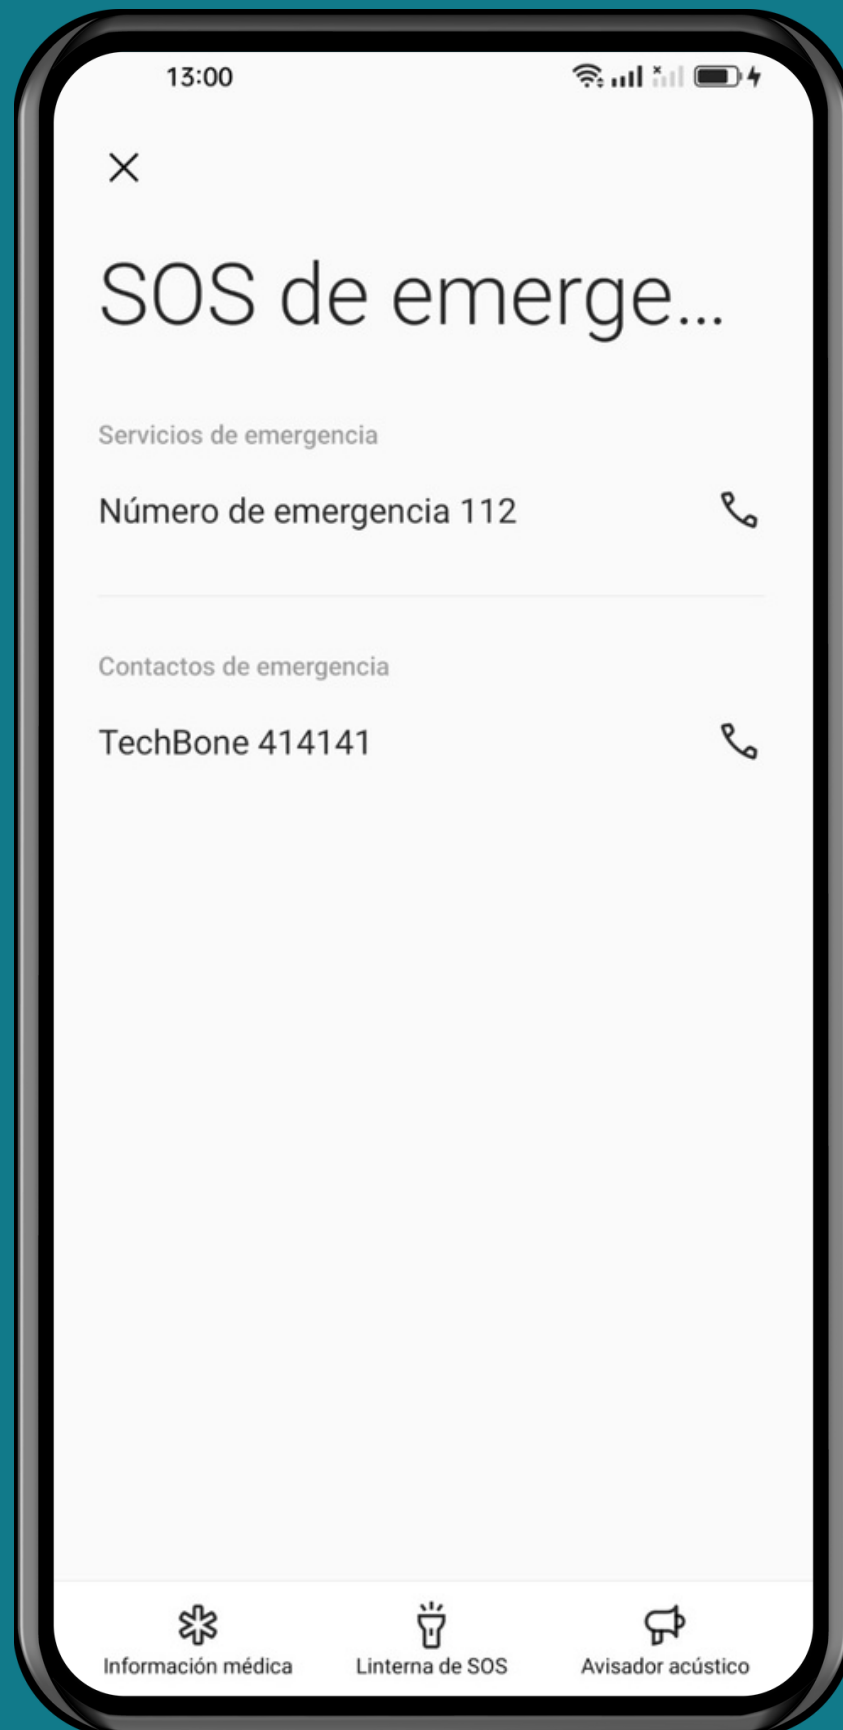 13:00
SOS de emerge...
Servicios de emergencia
Número de emergencia 112
Contactos de emergencia
TechBone 414141
Información médica
Linterna de SOS
Avisador acústico